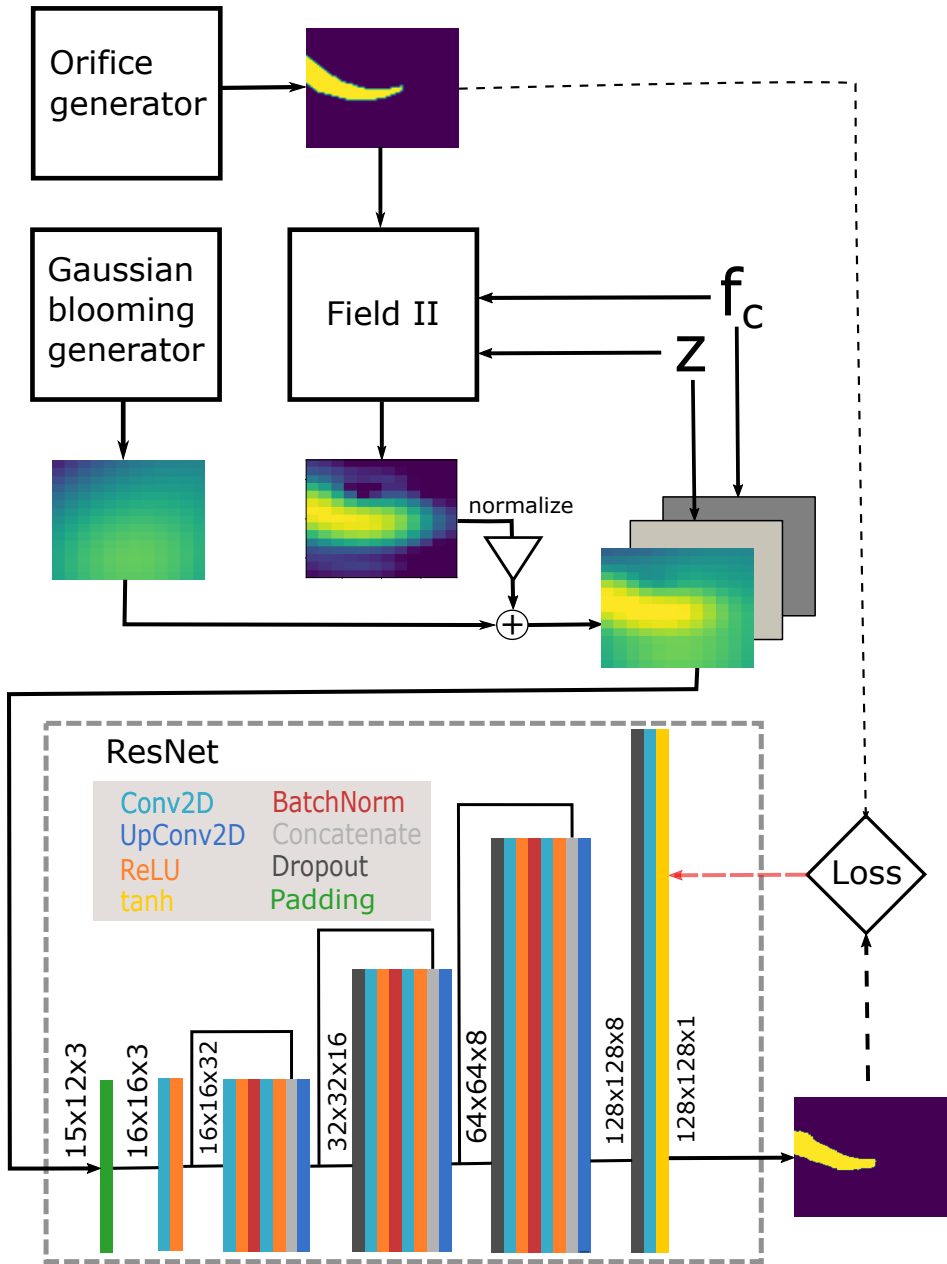 Orifice
generator
Gaussian
blooming
generator
Field II
fc
z
normalize
+
ResNet
Conv2D
BatchNorm
UpConv2D
Concatenate
ReLU
Dropout
tanh
Padding
Loss
15x12x3
16x16x3
16x16x32
32x32x16
64x64x8
128x128x8
128x128x1